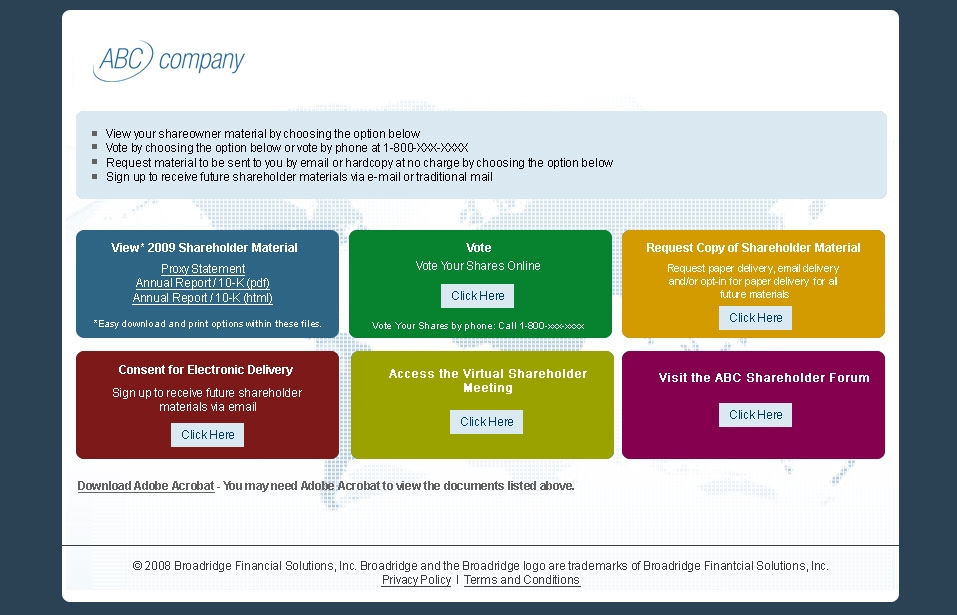 ABC company
View your shareowner material by choosing the option below
Vote by choosing the option below or vote by phone at 1-800-XXX-XXXX
Request material to be sent to you by email or hardcopy at no charge by choosing the option below
Sign up to receive future shareholder materials via e-mail or traditional mail
View* 2009 Shareholder Material
Proxy Statement
Annual Report / 10-K (pdf)
Annual Report / 10-K (html)
*Easy download and print options within these files.
Vote
Vote Your Shares Online
Click Here
Vote Your Shares by phone: Call 1-800-xxx-xxxx
Request Copy of Shareholder Material
Request paper delivery, email delivery
and/or opt-in for paper delivery for all
future materials
Click Here
Consent for Electronic Delivery
Sign up to receive future shareholder
materials via email
Click Here
Access the Virtual Shareholder
Meeting
Click Here
Visit the ABC Shareholder Forum
Click Here
Download Adobe Acrobat - You may need Adobe Acrobat to view the documents listed above.
© 2008 Broadridge Financial Solutions, Inc. Broadridge and the Broadridge logo are trademarks of Broadridge Finantcial Solutions, Inc.
Privacy Policy | Terms and Conditions